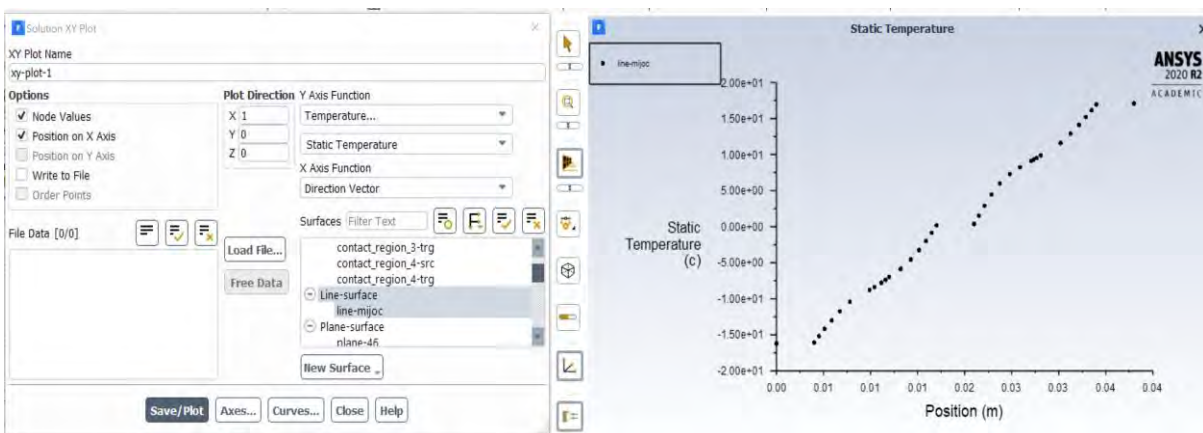 Solution XY Plot
XY Plot Name
xy-plot-1
Options
Node Values
Position on X Axis
Position on Y Axis
Write to File
Order Points
Plot Direction
X 1
Y 0
Z 0
Y Axis Function
Temperature...
Static Temperature
X Axis Function
Direction Vector
File Data [0/0]
Load File...
Free Data
Surfaces Filter Text
contact_region_3-trg
contact_region_4-src
contact_region_4-trg
Line-surface
line-mijoc
Plane-surface
plane-46
New Surface
Save/Plot Axes... Curves... Close Help
Static Temperature
line-mijoc
ANSYS
2020 R2
ACADEMIC
2.00e+01
1.50e+01
1.00e+01
5.00e+00
0.00e+00
-5.00e+00
-1.00e+01
-1.50e+01
-2.00e+01
Static
Temperature
(c)
0.00 0.01 0.01 0.01 0.02 0.03 0.03 0.04 0.04
Position (m)